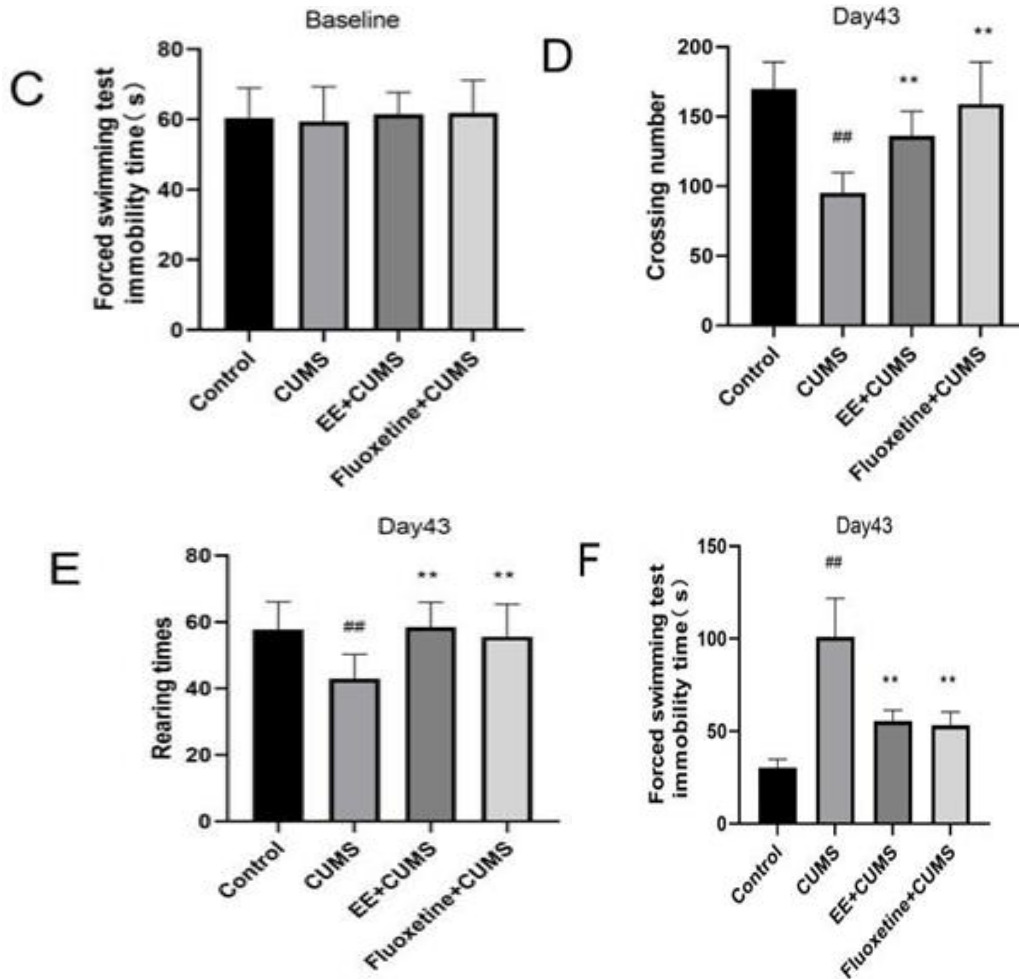 C
Baseline
Forced swimming test
immobility time ( s )
80
60
40
20
0
Control
CUMS
EE+CUMS
Fluoxetine+CUMS
D
Day43
Crossing number
200
150
100
50
0
**
##
**
Control
CUMS
EE+CUMS
Fluoxetine+CUMS
E
Day43
Rearing times
80
60
40
20
0
##
**
**
Control
CUMS
EE+CUMS
Fluoxetine+CUMS
F
Day43
Forced swimming test
immobility time ( s )
150
100
50
0
##
**
**
Control
CUMS
EE+CUMS
Fluoxetine+CUMS